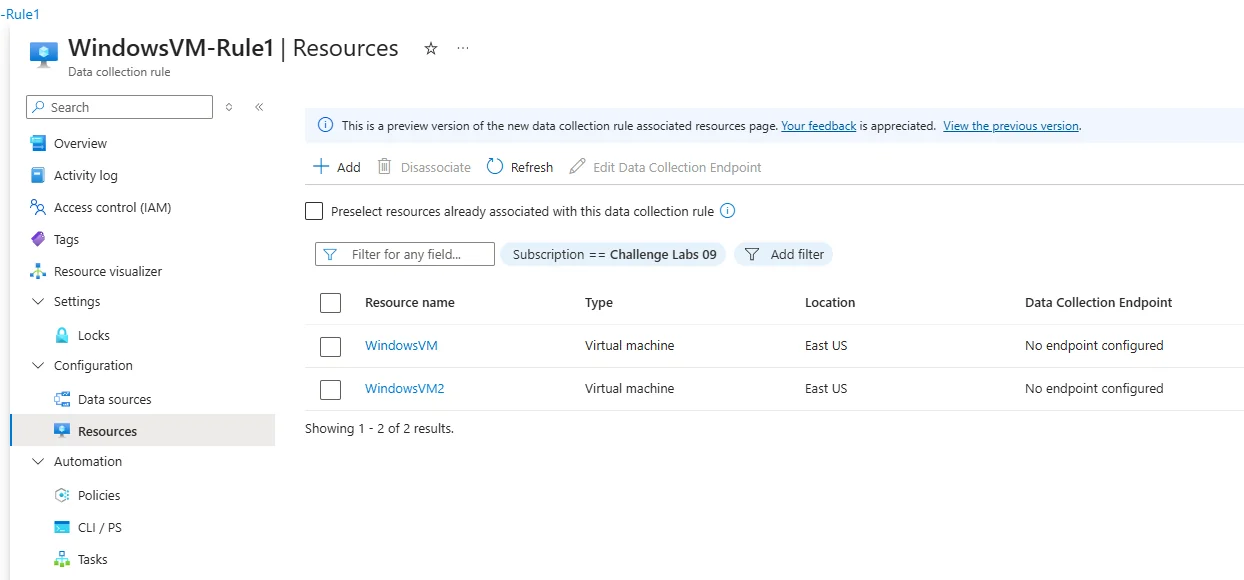 -Rule1
WindowsVM-Rule1 | Resources
Data collection rule
Search
Overview
Activity log
Access control (IAM)
Tags
Resource visualizer
Settings
Locks
Configuration
Data sources
Resources
Automation
Policies
CLI / PS
Tasks
This is a preview version of the new data collection rule associated resources page. Your feedback is appreciated. View the previous version.
Add Disassociate Refresh Edit Data Collection Endpoint
Preselect resources already associated with this data collection rule
Filter for any field... Subscription == Challenge Labs 09 Add filter
Resource name Type Location Data Collection Endpoint
WindowsVM Virtual machine East US No endpoint configured
WindowsVM2 Virtual machine East US No endpoint configured
Showing 1 - 2 of 2 results.